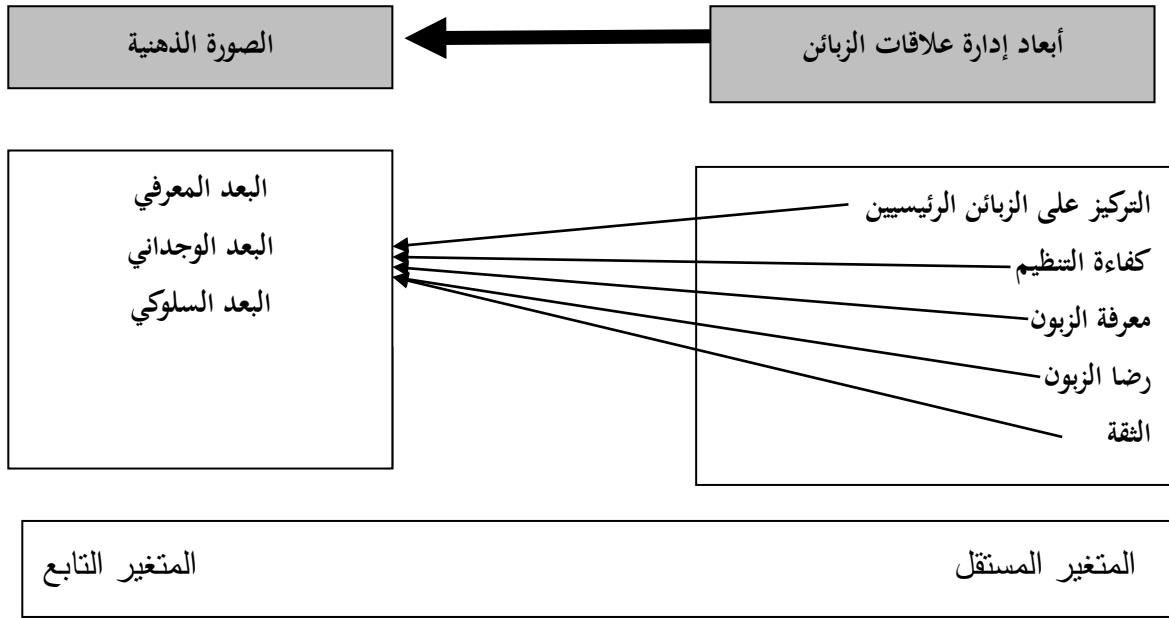 أبعاد إدارة علاقات الزبائن
الصورة الذهنية
التركيز على الزبائن الرئيسيين
كفاءة التنظيم
معرفة الزبون
رضا الزبون
الثقة
البعد المعرفي
البعد الوجداني
البعد السلوكي
المتغير المستقل
المتغير التابع